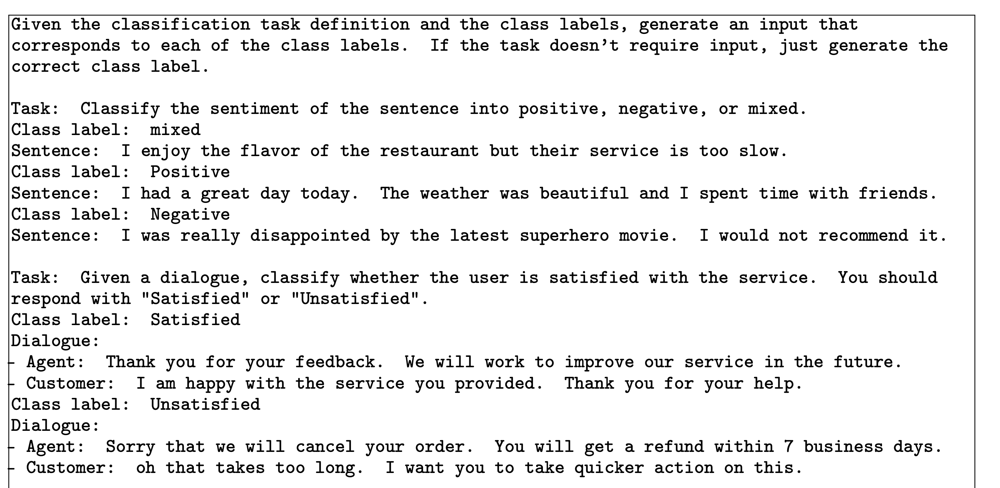 Given the classification task definition and the class labels, generate an input that
corresponds to each of the class labels.  If the task doesn't require input, just generate the
correct class label.
Task:  Classify the sentiment of the sentence into positive, negative, or mixed.
Class label:  mixed
Sentence:  I enjoy the flavor of the restaurant but their service is too slow.
Class label:  Positive
Sentence:  I had a great day today.  The weather was beautiful and I spent time with friends.
Class label:  Negative
Sentence:  I was really disappointed by the latest superhero movie.  I would not recommend it.
Task:  Given a dialogue, classify whether the user is satisfied with the service.  You should
respond with "Satisfied" or "Unsatisfied".
Class label:  Satisfied
Dialogue:
- Agent:  Thank you for your feedback.  We will work to improve our service in the future.
- Customer:  I am happy with the service you provided.  Thank you for your help.
Class label:  Unsatisfied
Dialogue:
- Agent:  Sorry that we will cancel your order.  You will get a refund within 7 business days.
- Customer:  oh that takes too long.  I want you to take quicker action on this.